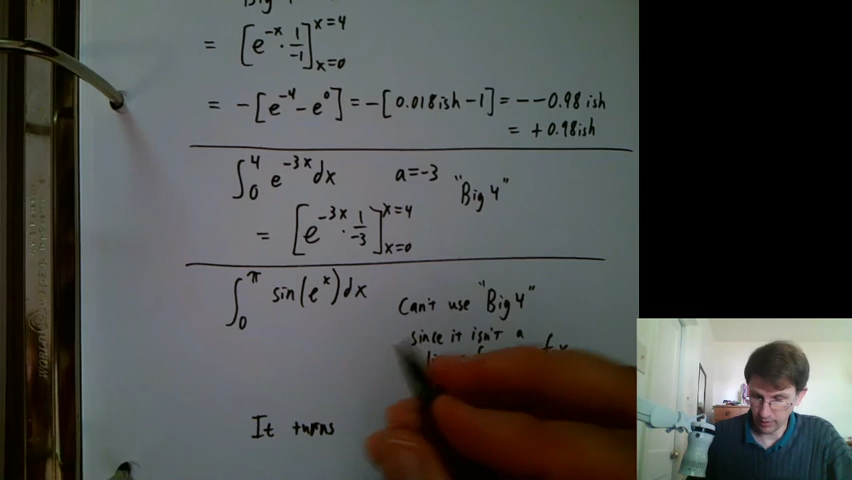 = [e^{-x} · 1/-1]_{x=0}^{x=4}
= -[e^{-4} - e^{0}] = -[0.018ish - 1] = - -0.98ish
= +0.98ish
∫_0^4 e^{-3x} dx a=-3 "Big 4"
= [e^{-3x} · 1/-3]_{x=0}^{x=4}
∫_0^π sin(e^x) dx Can't use "Big 4"
since it isn't a
It turns